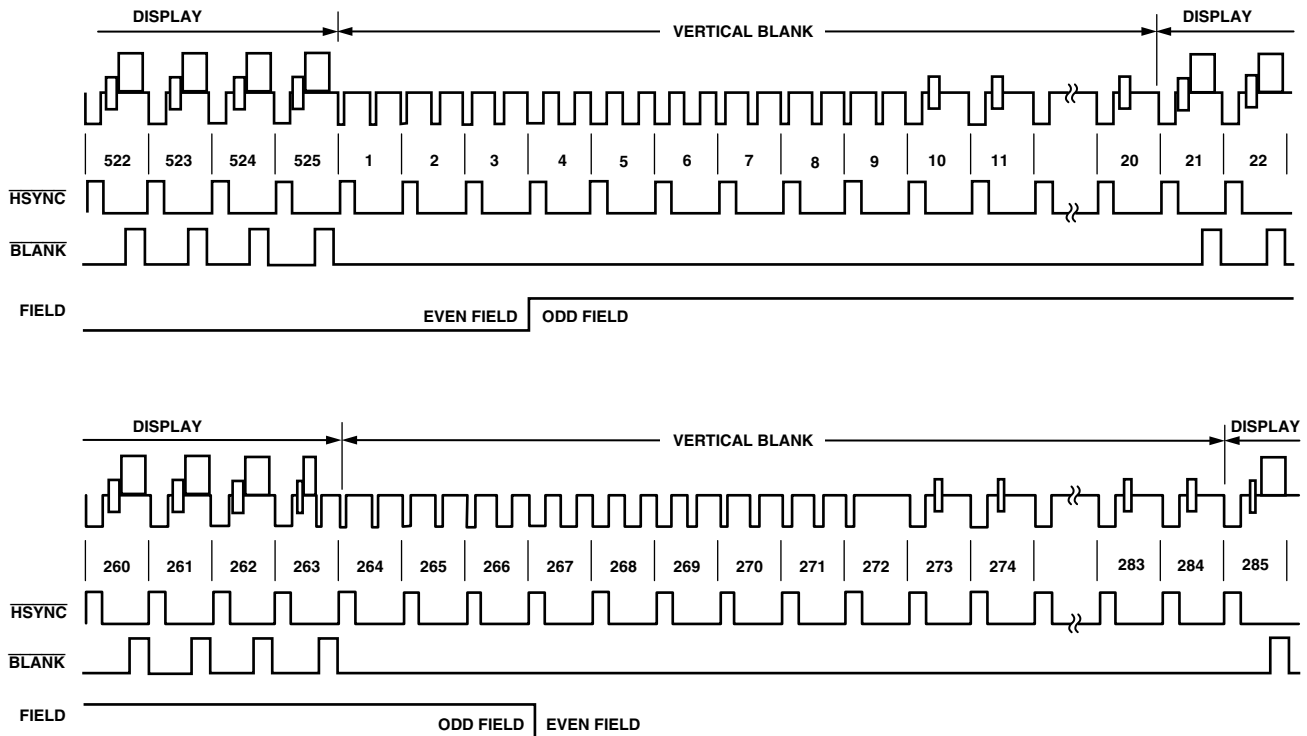 DISPLAY VERTICAL BLANK DISPLAY
522 523 524 525 1 2 3 4 5 6 7 8 9 10 11 20 21 22
HSYNC
BLANK
FIELD EVEN FIELD ODD FIELD
DISPLAY VERTICAL BLANK DISPLAY
260 261 262 263 264 265 266 267 268 269 270 271 272 273 274 283 284 285
HSYNC
BLANK
FIELD ODD FIELD EVEN FIELD